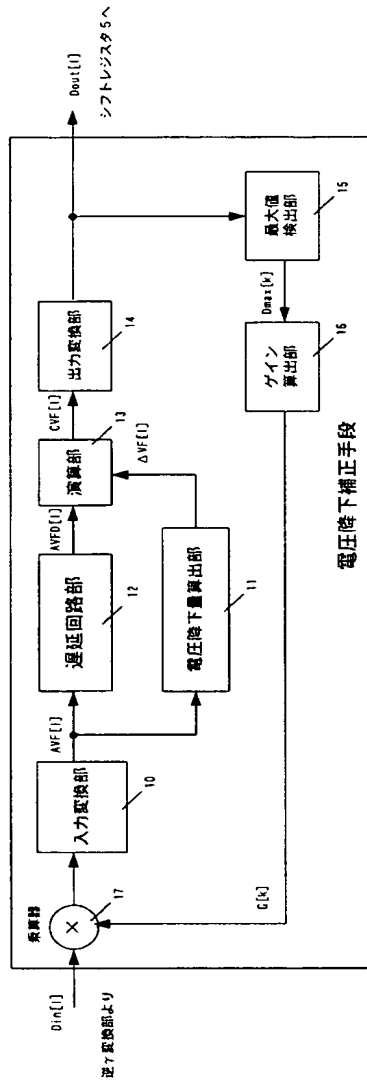 逆γ変換部より
Din[I]
乗算器
×
17
入力変換部
10
AVF[I]
遅延回路部
12
AVFD[I]
電圧降下量算出部
11
ΔVF[I]
演算部
13
CVF[I]
出力変換部
14
Dout[I]
シフトレジスタ5へ
最大値
検出部
15
Dmax[k]
ゲイン
算出部
16
G[k]
電圧降下補正手段